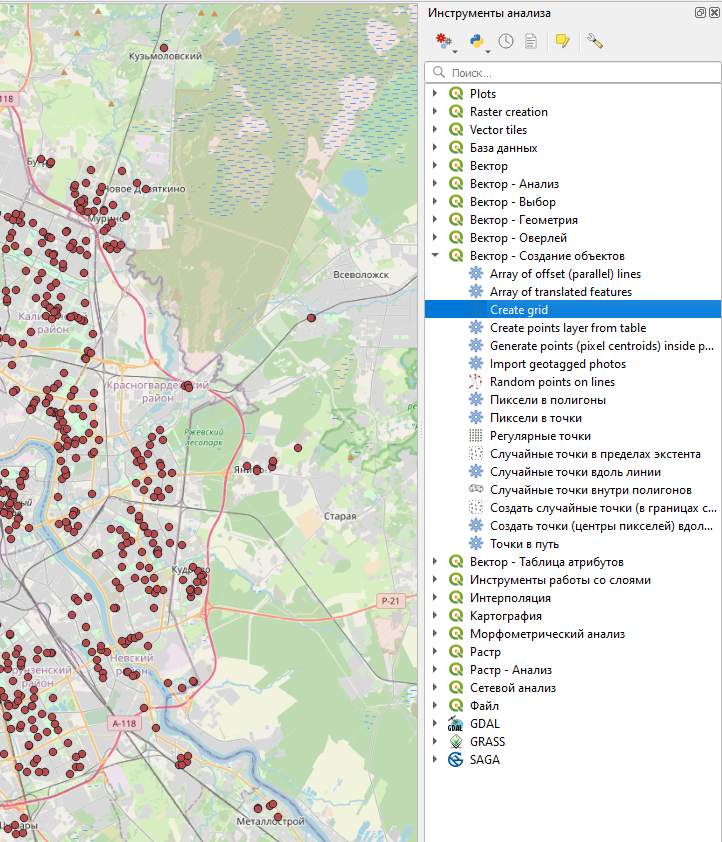 Инструменты анализа
Поиск...
Plots
Raster creation
Vector tiles
База данных
Вектор
Вектор - Анализ
Вектор - Выбор
Вектор - Геометрия
Вектор - Оверлей
Вектор - Создание объектов
Array of offset (parallel) lines
Array of translated features
Create grid
Create points layer from table
Generate points (pixel centroids) inside p...
Import geotagged photos
Random points on lines
Пиксели в полигоны
Пиксели в точки
Регулярные точки
Случайные точки в пределах экстента
Случайные точки вдоль линии
Случайные точки внутри полигонов
Создать случайные точки (в границах с...
Создать точки (центры пикселей) вдол...
Точки в путь
Вектор - Таблица атрибутов
Инструменты работы со слоями
Интерполяция
Картография
Морфометрический анализ
Растр
Растр - Анализ
Сетевой анализ
Файл
GDAL
GDAL
GRASS
SAGA
Кузьмоловский
118
Новое Девяткино
Мурино
Всеволожск
район
Красногвардейский
район
Ржевский
лесопарк
Старая
Кудрово
Р-21
Невский
район
район
А-118
Металлострой